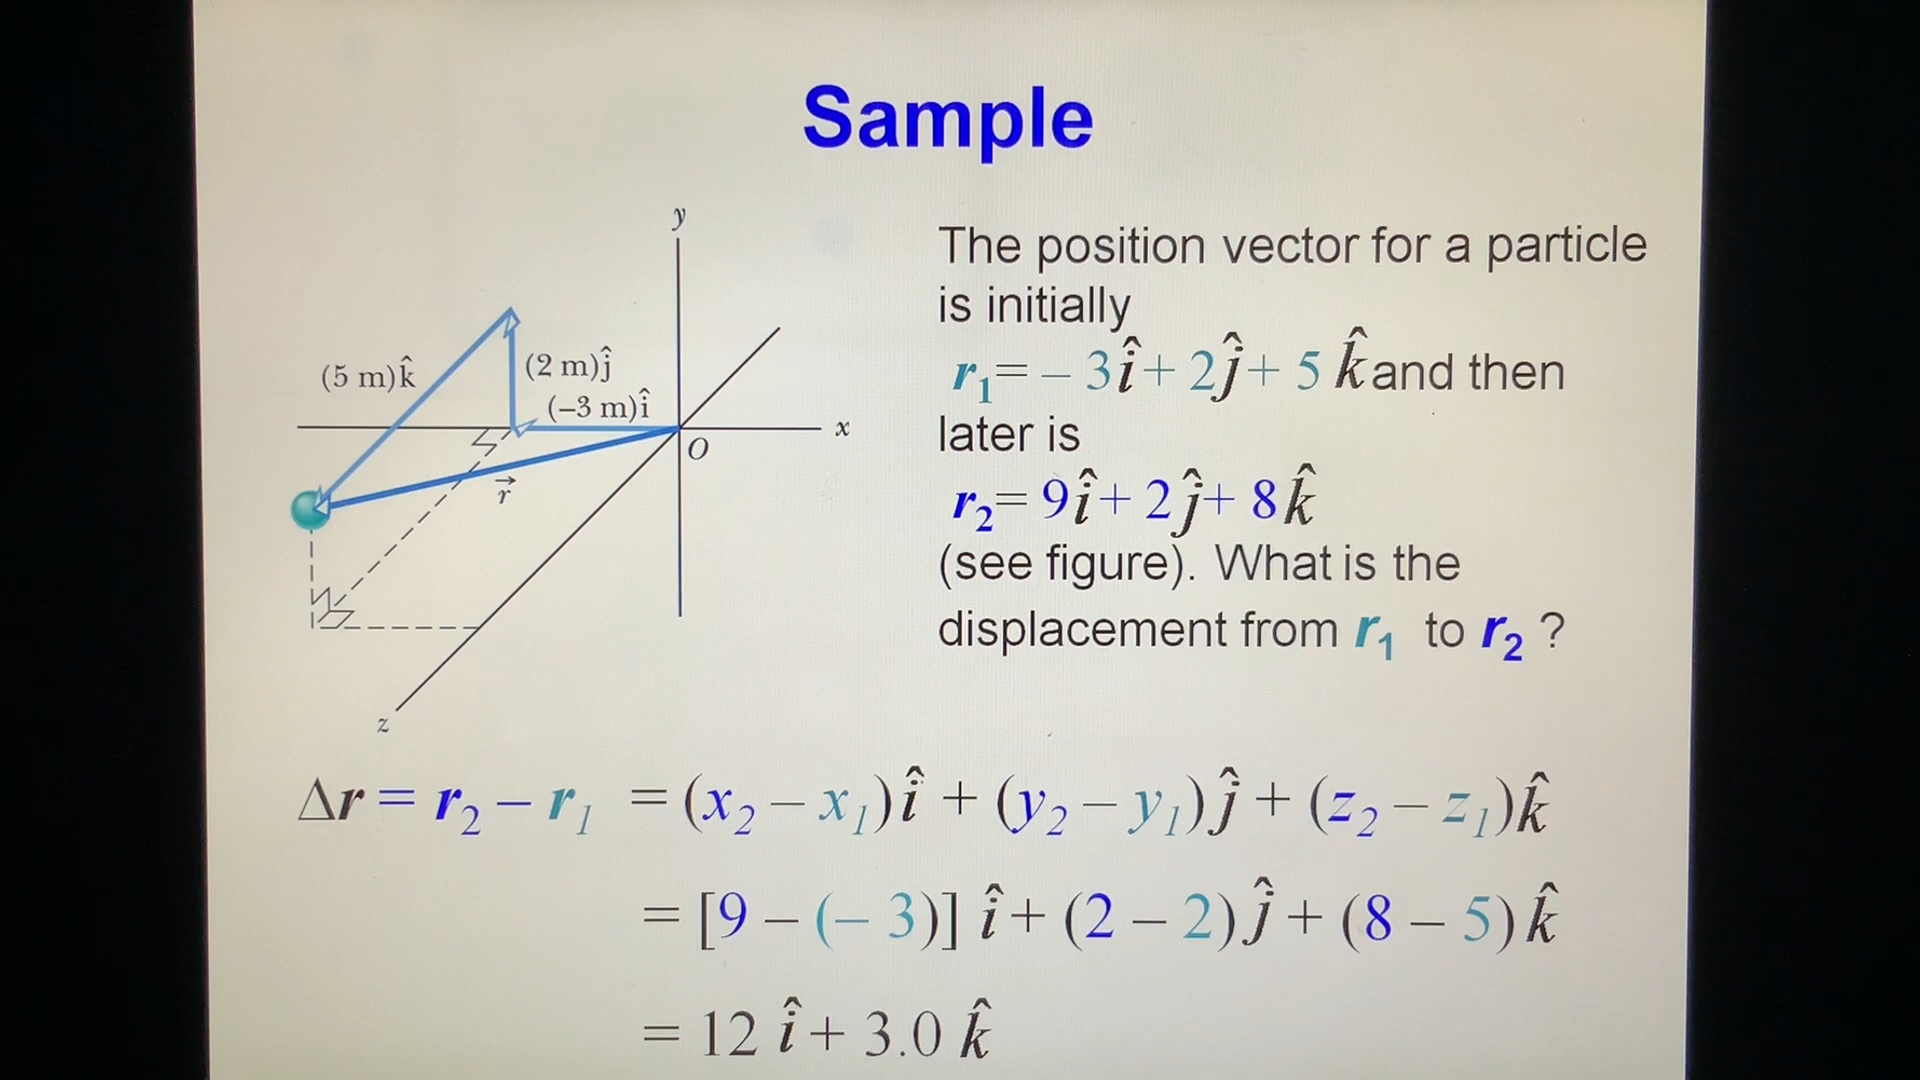 Sample
y
(5 m)k̂
(2 m)ĵ
(–3 m)î
x
O
r⃗
z
The position vector for a particle
is initially
r₁= – 3î + 2ĵ + 5 k̂ and then
later is
r₂= 9î + 2ĵ + 8k̂
(see figure). What is the
displacement from r₁ to r₂ ?
Δr = r₂ – r₁ = (x₂ – x₁)î + (y₂ – y₁)ĵ + (z₂ – z₁)k̂
= [9 – (– 3)] î + (2 – 2)ĵ + (8 – 5)k̂
= 12 î + 3.0 k̂